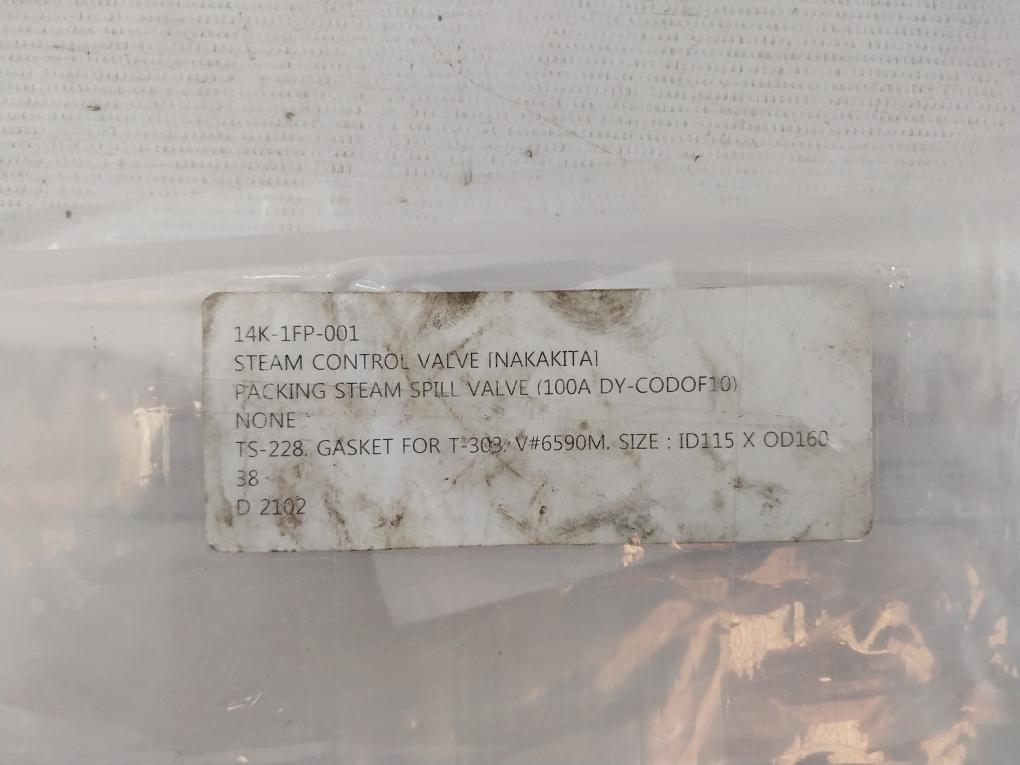 14K-1FP-001
STEAM CONTROL VALVE [NAKAKITA]
PACKING STEAM SPILL VALVE (100A DY-CODOF10)
NONE
TS-228. GASKET FOR T-303. V#6590M. SIZE : ID115 X OD160
38
D 2102